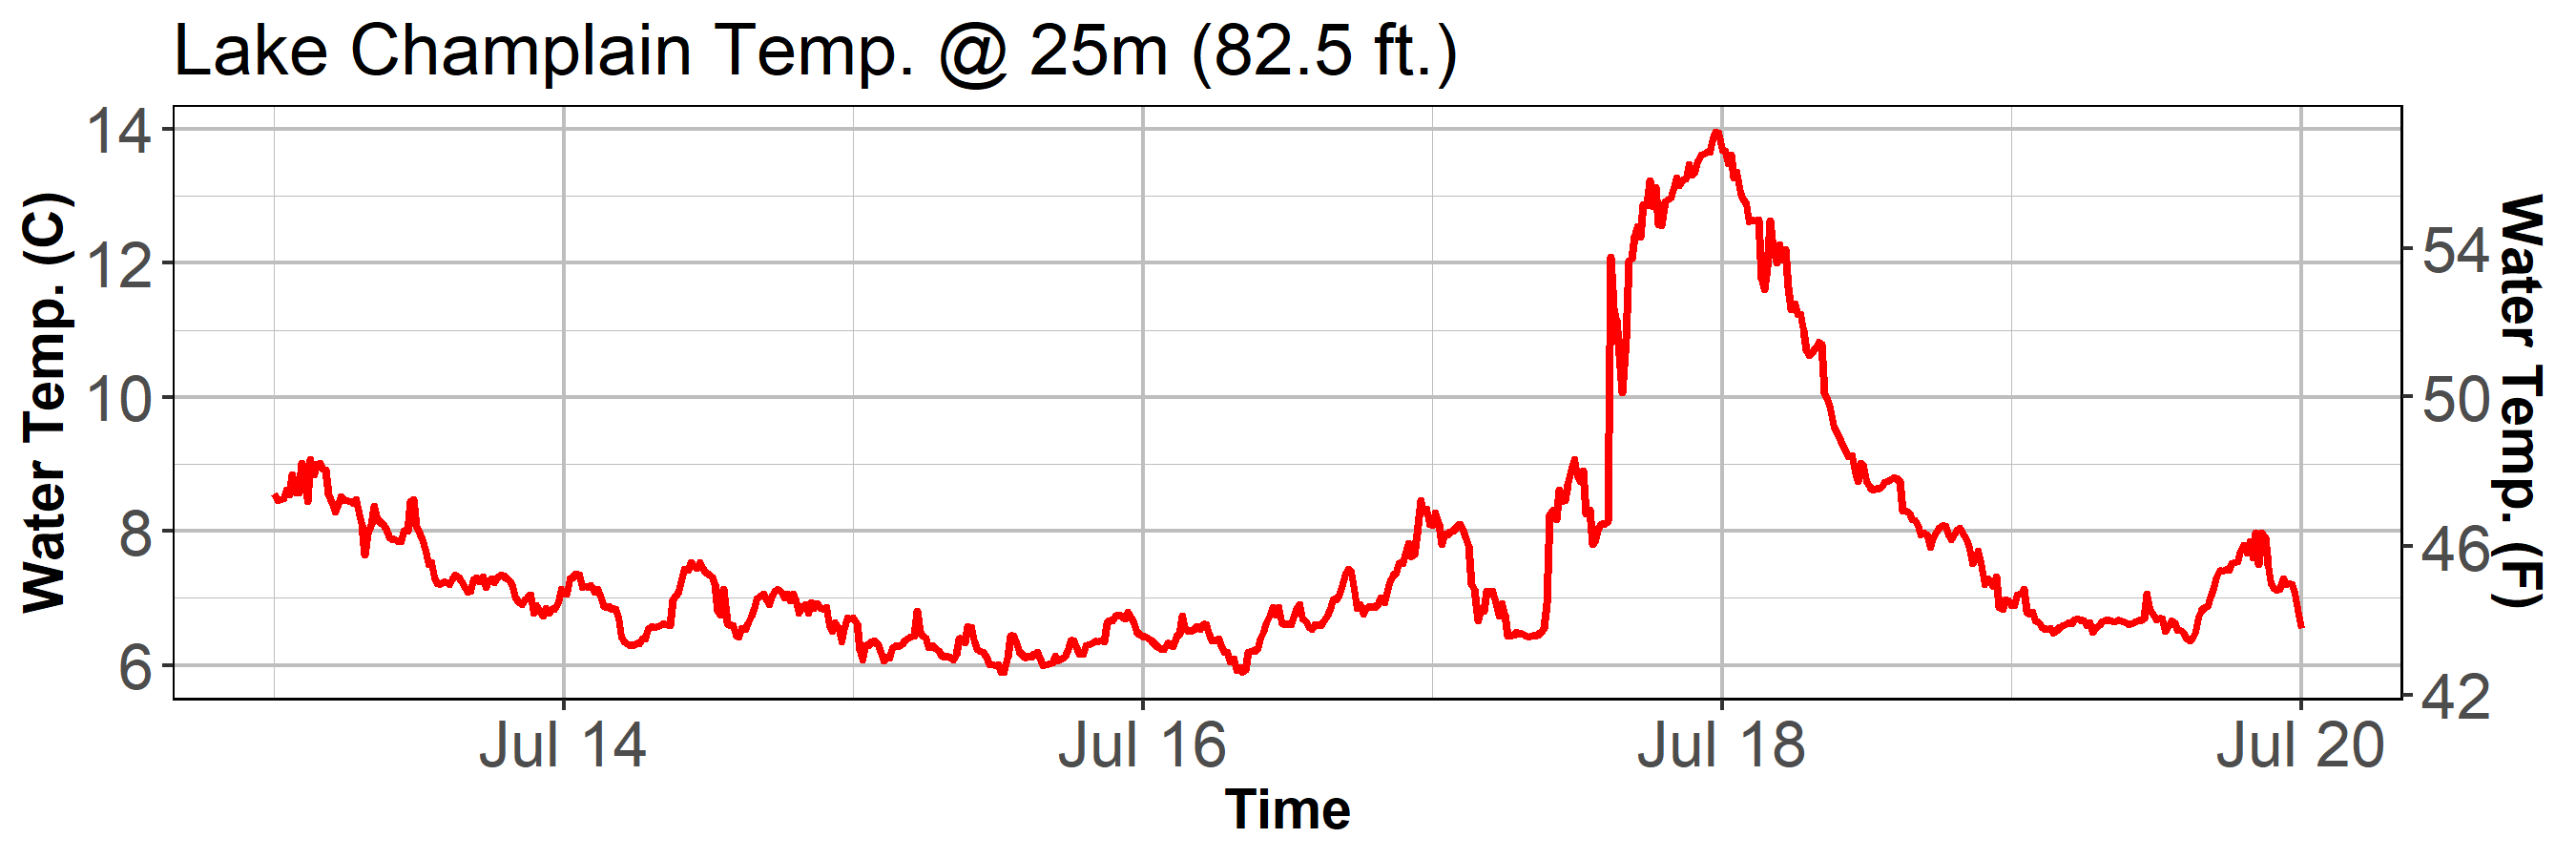 Lake Champlain Temp. @ 25m (82.5 ft.)
Water Temp. (C)
14
12
10
8
6
54
50
46
42
Water Temp. (F)
Jul 14
Jul 16
Jul 18
Jul 20
Time